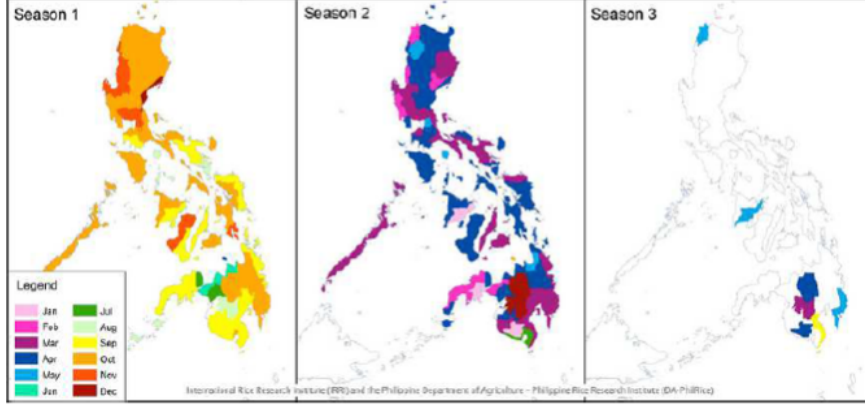 Season 1
Season 2
Season 3
Legend
Jan
Feb
Mar
Apr
May
Jun
Jul
Aug
Sep
Oct
Nov
Dec
International Rice Research Institute (IRRI) and the Philippine Department of Agriculture – Philippine Rice Research Institute (DA-PhilRice)